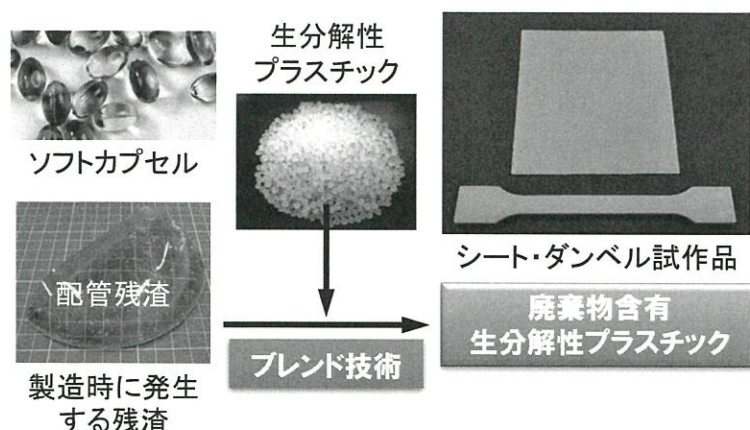 ソフトカプセル
配管残渣
製造時に発生
する残渣
生分解性
プラスチック
ブレンド技術
シート・ダンベル試作品
廃棄物含有
生分解性プラスチック